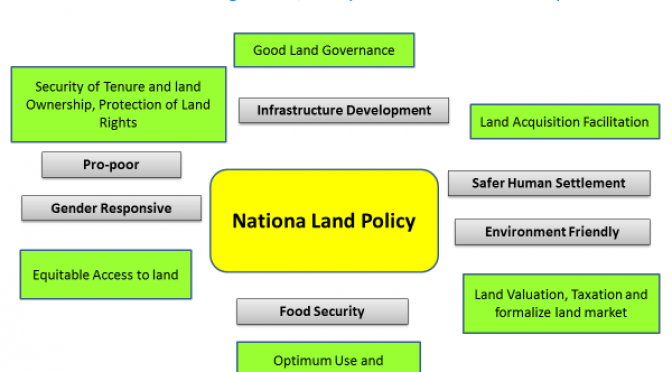 Good Land Governance
Security of Tenure and land
Ownership, Protection of Land
Rights
Infrastructure Development
Land Acquisition Facilitation
Pro-poor
Safer Human Settlement
Gender Responsive
Nationa Land Policy
Environment Friendly
Equitable Access to land
Land Valuation, Taxation and
formalize land market
Food Security
Optimum Use and